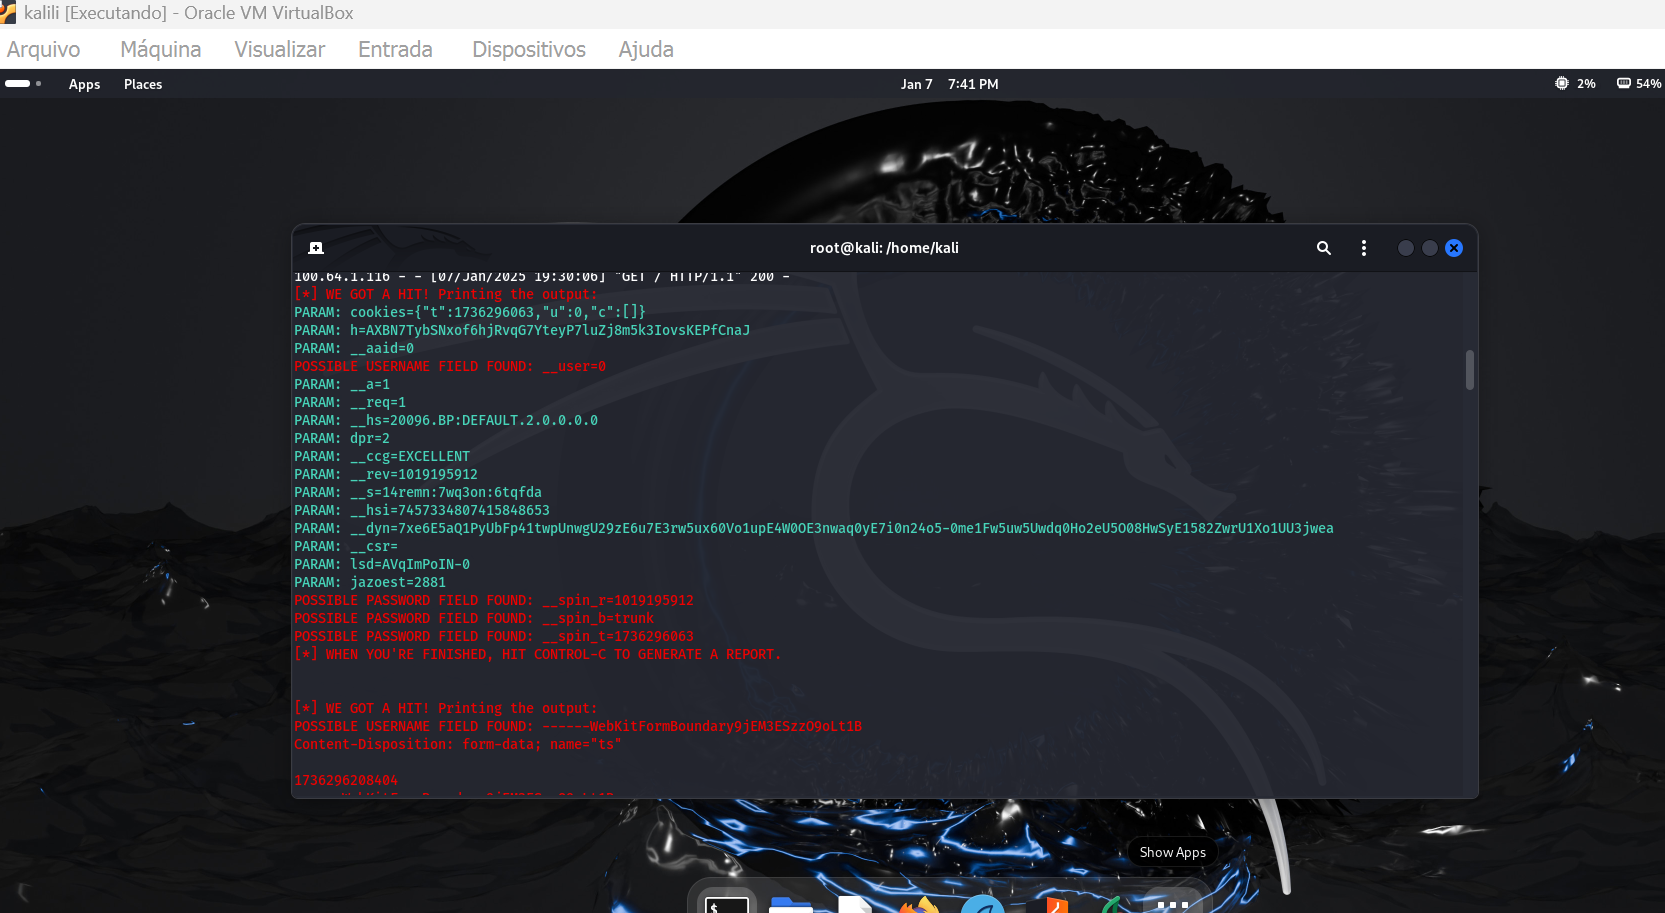 kalili [Executando] - Oracle VM VirtualBox
Arquivo Máquina Visualizar Entrada Dispositivos Ajuda
Apps Places Jan 7 7:41 PM 2% 54%
root@kali: /home/kali
100.64.1.116 - - [07/Jan/2025 19:30:06] "GET / HTTP/1.1" 200 -
[*] WE GOT A HIT! Printing the output:
PARAM: cookies={"t":1736296063,"u":0,"c":[]}
PARAM: h=AXBN7TybSNxof6hjRvqG7YteyP7luZj8m5k3IovsKEPfCnaJ
PARAM: __aaid=0
POSSIBLE USERNAME FIELD FOUND: __user=0
PARAM: __a=1
PARAM: __req=1
PARAM: __hs=20096.BP:DEFAULT.2.0.0.0.0
PARAM: dpr=2
PARAM: __ccg=EXCELLENT
PARAM: __rev=1019195912
PARAM: __s=14remn:7wq3on:6tqfda
PARAM: __hsi=7457334807415848653
PARAM: __dyn=7xe6E5aQ1PyUbFp41twpUnwgU29zE6u7E3rw5ux60Vo1upE4W0OE3nwaq0yE7i0n24o5-0me1Fw5uw5Uwdq0Ho2eU5O08HwSyE1582ZwrU1Xo1UU3jwea
PARAM: __csr=
PARAM: lsd=AVqImPoIN-0
PARAM: jazoest=2881
POSSIBLE PASSWORD FIELD FOUND: __spin_r=1019195912
POSSIBLE PASSWORD FIELD FOUND: __spin_b=trunk
POSSIBLE PASSWORD FIELD FOUND: __spin_t=1736296063
[*] WHEN YOU'RE FINISHED, HIT CONTROL-C TO GENERATE A REPORT.
[*] WE GOT A HIT! Printing the output:
POSSIBLE USERNAME FIELD FOUND: ------WebKitFormBoundary9jEM3ESzzO9oLt1B
Content-Disposition: form-data; name="ts"
1736296208404
Show Apps